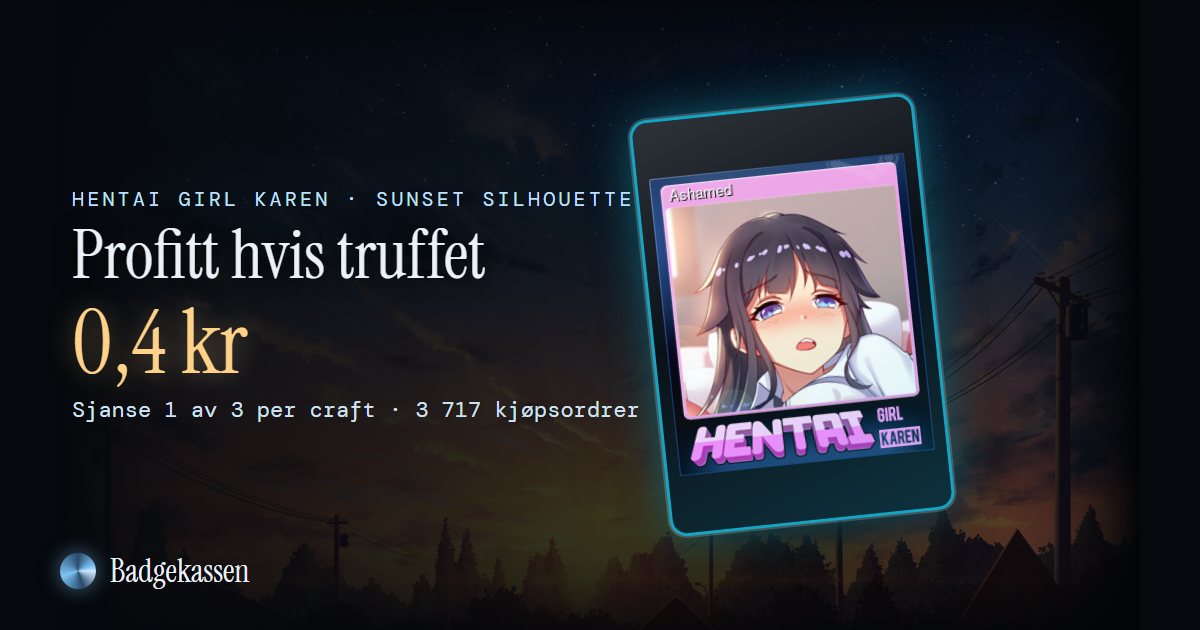 HENTAI GIRL KAREN · SUNSET SILHOUETTE
Profitt hvis truffet
0,4 kr
Sjanse 1 av 3 per craft · 3 717 kjøpsordrer
Ashamed
HENTAI GIRL KAREN
Badgekassen